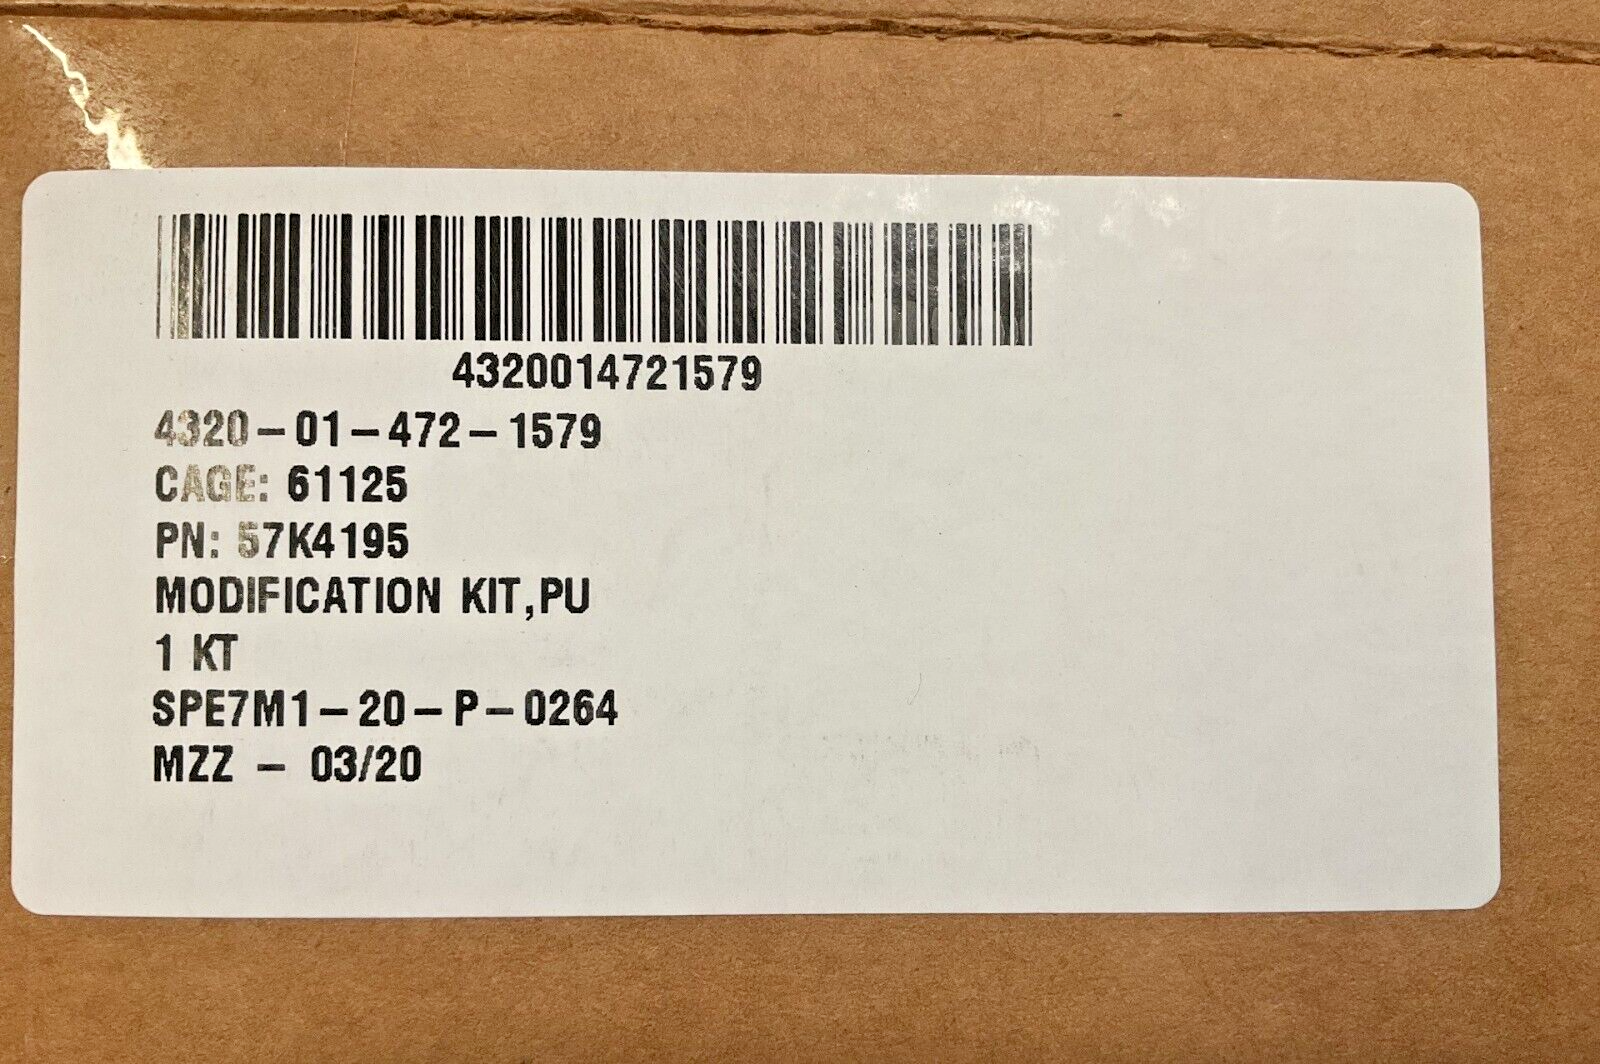 4320014721579
4320-01-472-1579
CAGE: 61125
PN: 57K4195
MODIFICATION KIT,PU
1 KT
SPE7M1-20-P-0264
MZZ - 03/20